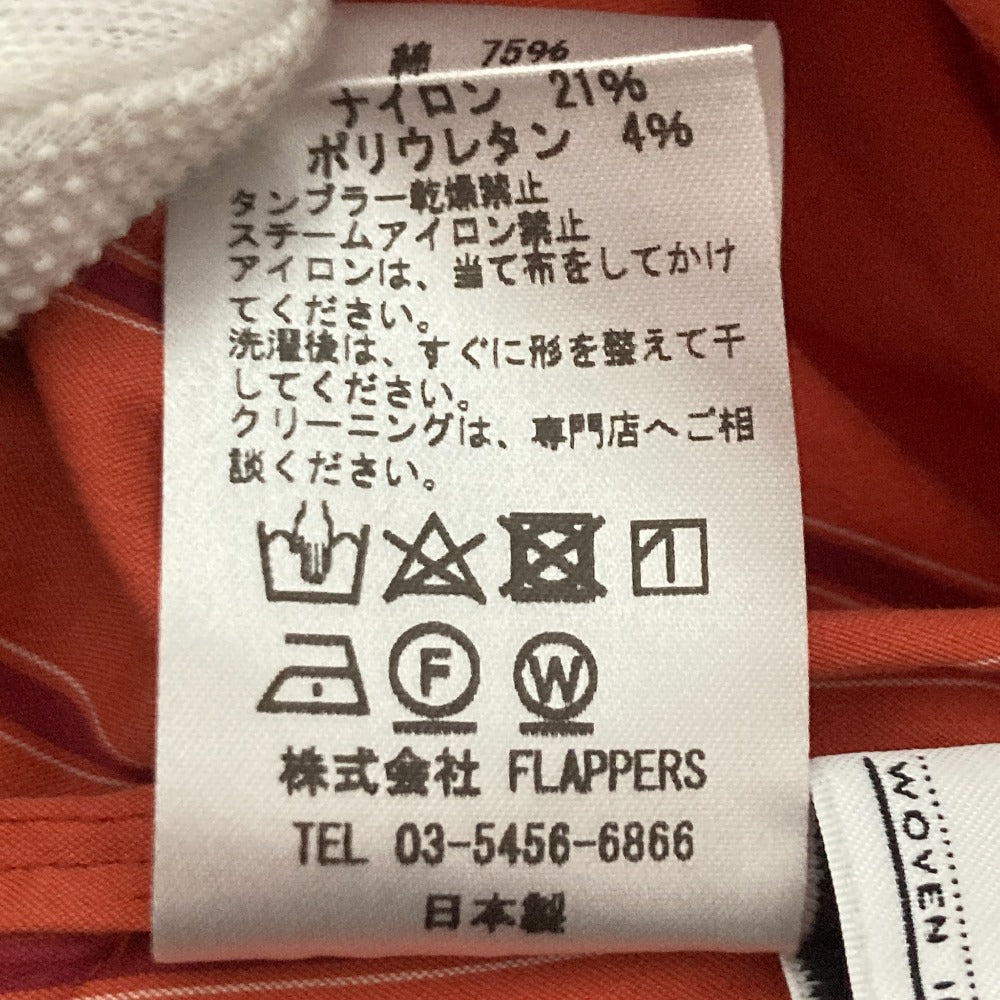 綿 75%
ナイロン 21%
ポリウレタン 4%
タンブラー乾燥禁止
スチームアイロン禁止
アイロンは、当て布をしてかけ
てください。
洗濯後は、すぐに形を整えて干
してください。
クリーニングは、専門店へご相
談ください。
F W
株式会社 FLAPPERS
TEL 03-5456-6866
日本製
WOVEN